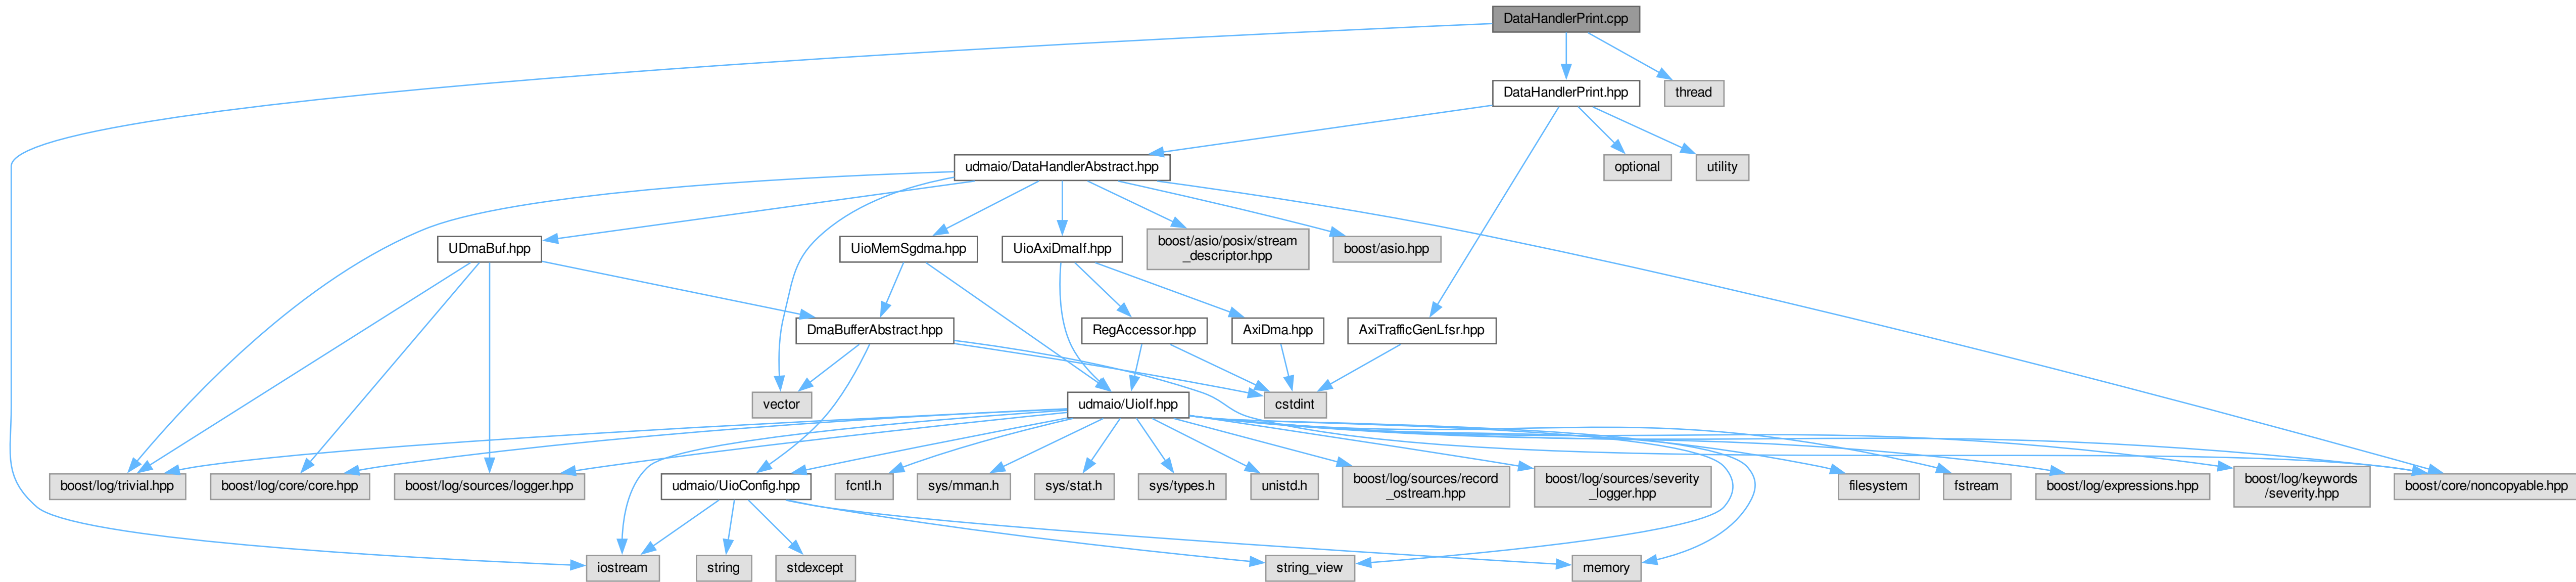 DataHandlerPrint.cpp
DataHandlerPrint.hpp
thread
udmaio/DataHandlerAbstract.hpp
optional
utility
UDmaBuf.hpp
UioMemSgdma.hpp
UioAxiDmaIf.hpp
boost/asio/posix/stream
_descriptor.hpp
boost/asio.hpp
DmaBufferAbstract.hpp
RegAccessor.hpp
AxiDma.hpp
AxiTrafficGenLfsr.hpp
vector
udmaio/UioIf.hpp
cstdint
boost/log/trivial.hpp
boost/log/core/core.hpp
boost/log/sources/logger.hpp
udmaio/UioConfig.hpp
fcntl.h
sys/mman.h
sys/stat.h
sys/types.h
unistd.h
boost/log/sources/record
_ostream.hpp
boost/log/sources/severity
_logger.hpp
filesystem
fstream
boost/log/expressions.hpp
boost/log/keywords
/severity.hpp
boost/core/noncopyable.hpp
iostream
string
stdexcept
string_view
memory